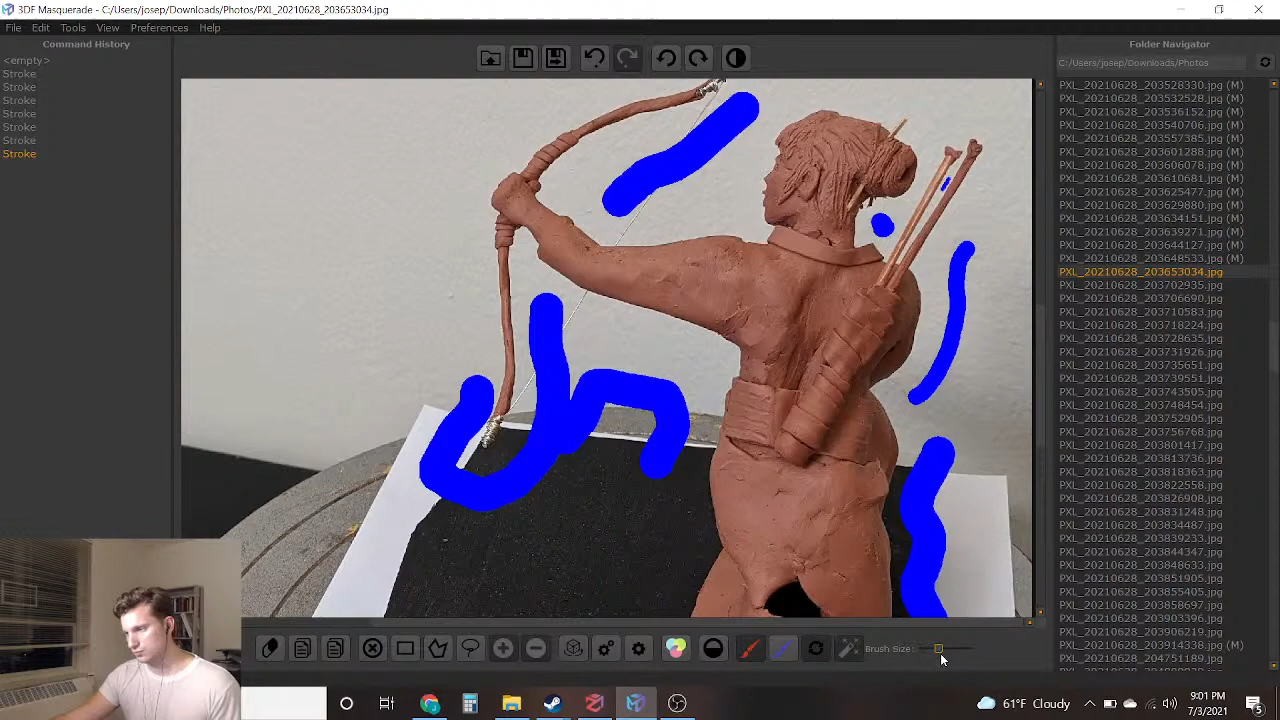 3DF Masquerade - C:/Users/josep/Downloads/Photos/PXL_20210628_203653034.jpg
File Edit Tools View Preferences Help
Command History
<empty>
Stroke
Stroke
Stroke
Stroke
Stroke
Stroke
Stroke
Folder Navigator
C:/Users/josep/Downloads/Photos
PXL_20210628_203528330.jpg (M)
PXL_20210628_203532528.jpg (M)
PXL_20210628_203536152.jpg (M)
PXL_20210628_203540706.jpg (M)
PXL_20210628_203557385.jpg (M)
PXL_20210628_203601288.jpg (M)
PXL_20210628_203606078.jpg (M)
PXL_20210628_203610681.jpg (M)
PXL_20210628_203625477.jpg (M)
PXL_20210628_203629880.jpg (M)
PXL_20210628_203634151.jpg (M)
PXL_20210628_203639271.jpg (M)
PXL_20210628_203644127.jpg (M)
PXL_20210628_203648533.jpg (M)
PXL_20210628_203653034.jpg
PXL_20210628_203702935.jpg
PXL_20210628_203706690.jpg
PXL_20210628_203710583.jpg
PXL_20210628_203718224.jpg
PXL_20210628_203728635.jpg
PXL_20210628_203731926.jpg
PXL_20210628_203735651.jpg
PXL_20210628_203739551.jpg
PXL_20210628_203743505.jpg
PXL_20210628_203748454.jpg
PXL_20210628_203752903.jpg
PXL_20210628_203756768.jpg
PXL_20210628_203801417.jpg
PXL_20210628_203813736.jpg
PXL_20210628_203818363.jpg
PXL_20210628_203822558.jpg
PXL_20210628_203826908.jpg
PXL_20210628_203831248.jpg
PXL_20210628_203834487.jpg
PXL_20210628_203839253.jpg
PXL_20210628_203844347.jpg
PXL_20210628_203851905.jpg
PXL_20210628_203855405.jpg
PXL_20210628_203858697.jpg
PXL_20210628_203903396.jpg
PXL_20210628_203906219.jpg
PXL_20210628_203914338.jpg (M)
PXL_20210628_204751189.jpg
Brush Size:
61°F Cloudy
9:01 PM
7/3/2021
5